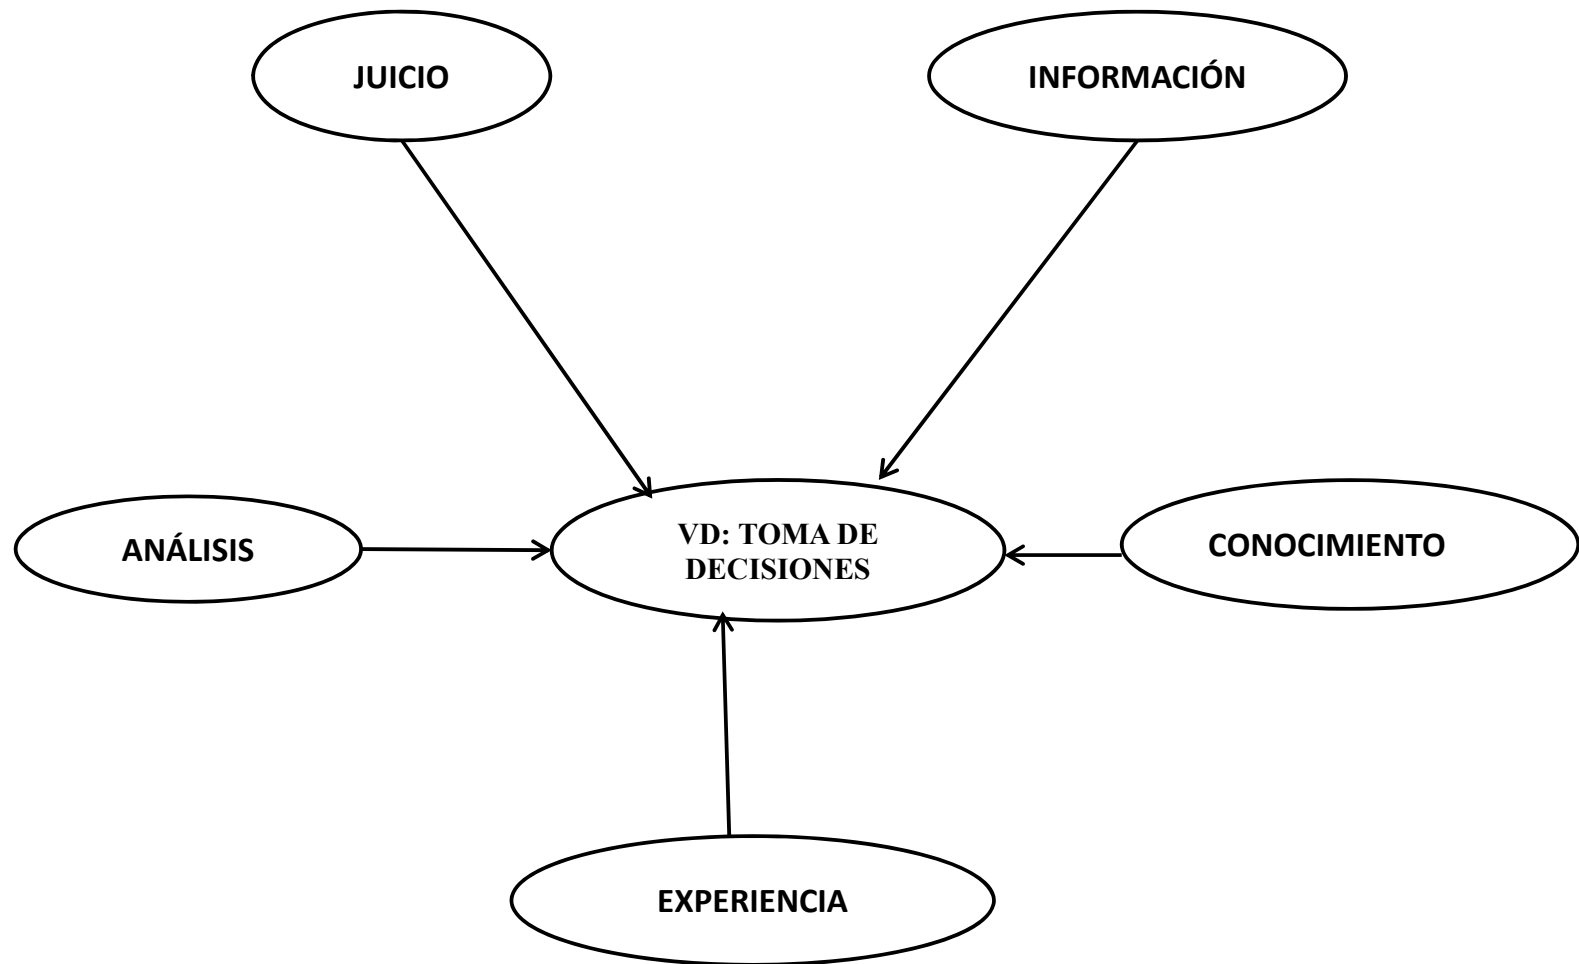 JUICIO
INFORMACIÓN
ANÁLISIS
VD: TOMA DE
DECISIONES
CONOCIMIENTO
EXPERIENCIA